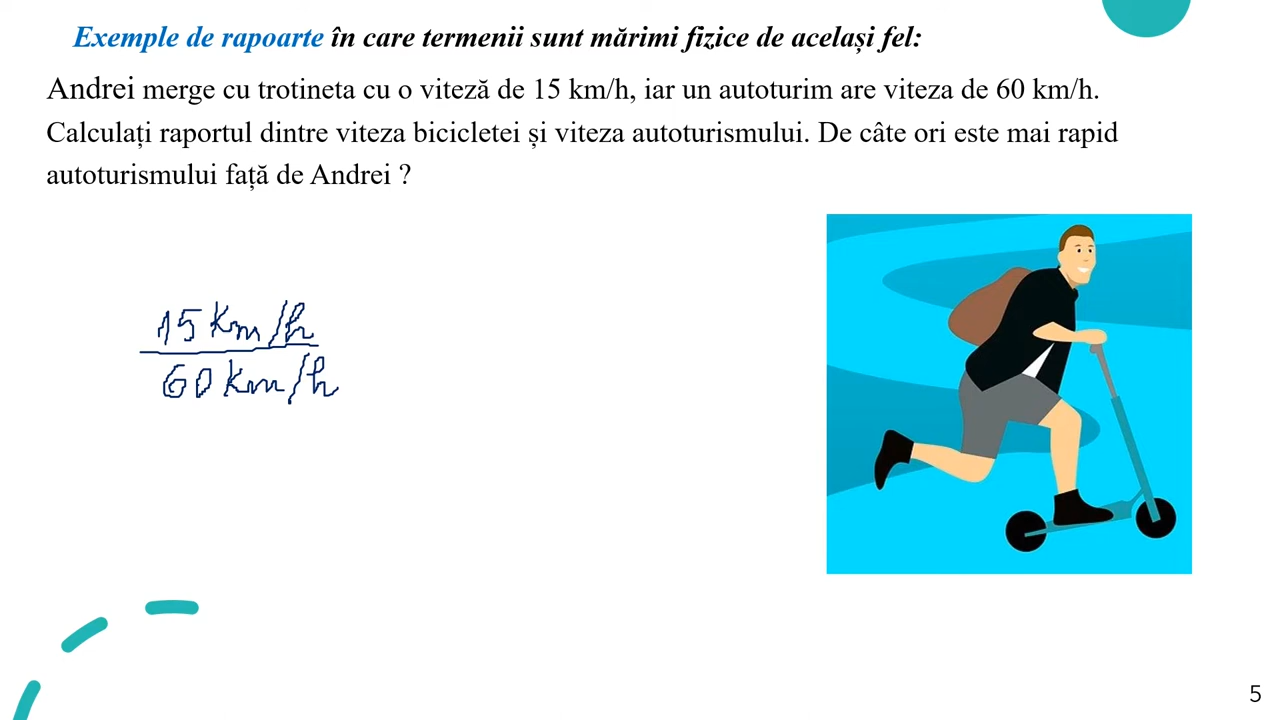 Exemple de rapoarte în care termenii sunt mărimi fizice de același fel:
Andrei merge cu trotineta cu o viteză de 15 km/h, iar un autoturim are viteza de 60 km/h.
Calculați raportul dintre viteza bicicletei și viteza autoturismului. De câte ori este mai rapid
autoturismului față de Andrei ?
15 km/h
60 km/h
5